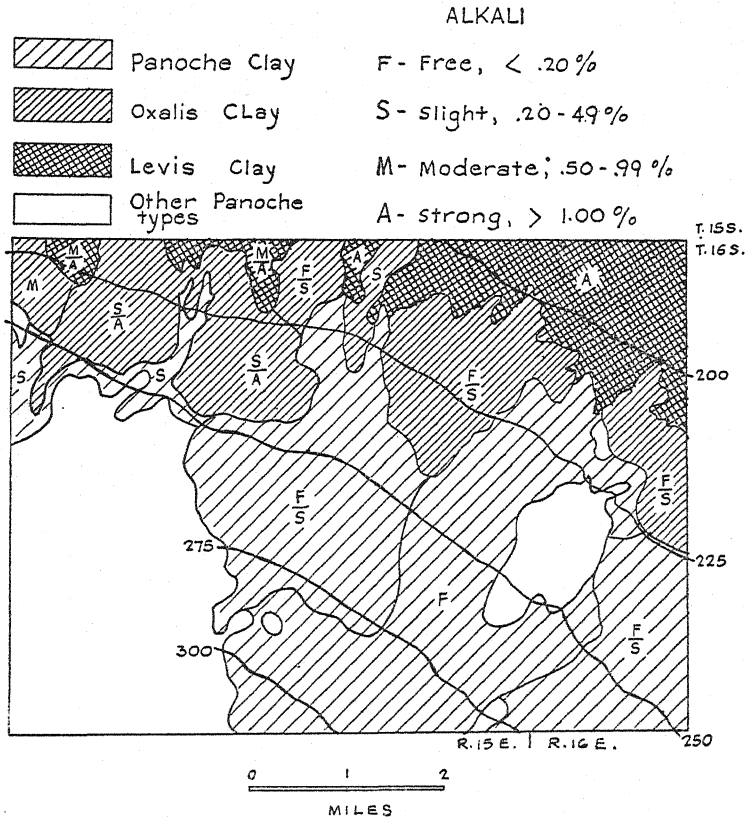 ALKALI
Panoche Clay
F - Free, < .20%
Oxalis CLay
S - Slight, .20 - .49%
Levis Clay
M - Moderate; .50 - .99%
Other Panoche
types
A - Strong, > 1.00%
T. 15S.
T. 16S.
M
A
M
A
A
S
A
F
S
M
S
A
S
S
S
A
F
S
200
F
S
F
S
275
225
F
F
S
300
R. 15 E. | R. 16 E.
250
0 1 2
MILES